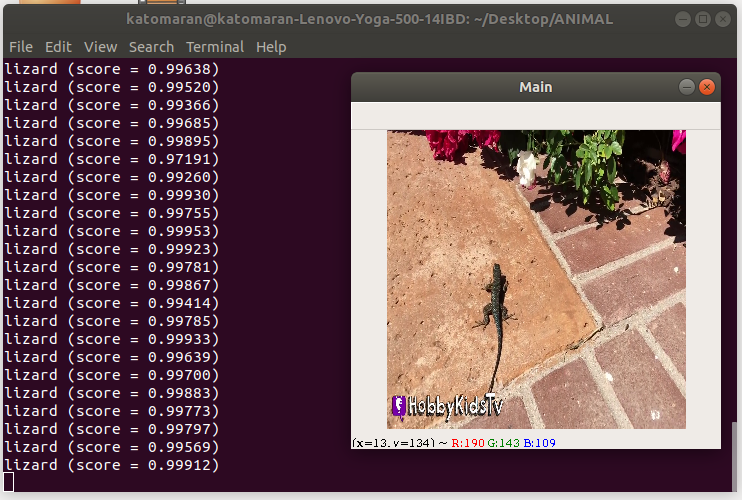 katomaran@katomaran-Lenovo-Yoga-500-14IBD: ~/Desktop/ANIMAL
File Edit View Search Terminal Help
lizard (score = 0.99638)
lizard (score = 0.99520)
lizard (score = 0.99366)
lizard (score = 0.99685)
lizard (score = 0.99895)
lizard (score = 0.97191)
lizard (score = 0.99260)
lizard (score = 0.99930)
lizard (score = 0.99755)
lizard (score = 0.99953)
lizard (score = 0.99923)
lizard (score = 0.99781)
lizard (score = 0.99867)
lizard (score = 0.99414)
lizard (score = 0.99785)
lizard (score = 0.99933)
lizard (score = 0.99639)
lizard (score = 0.99700)
lizard (score = 0.99883)
lizard (score = 0.99773)
lizard (score = 0.99797)
lizard (score = 0.99569)
lizard (score = 0.99912)
Main
HobbyKidsTv
(x=13, y=134) ~ R:190 G:143 B:109